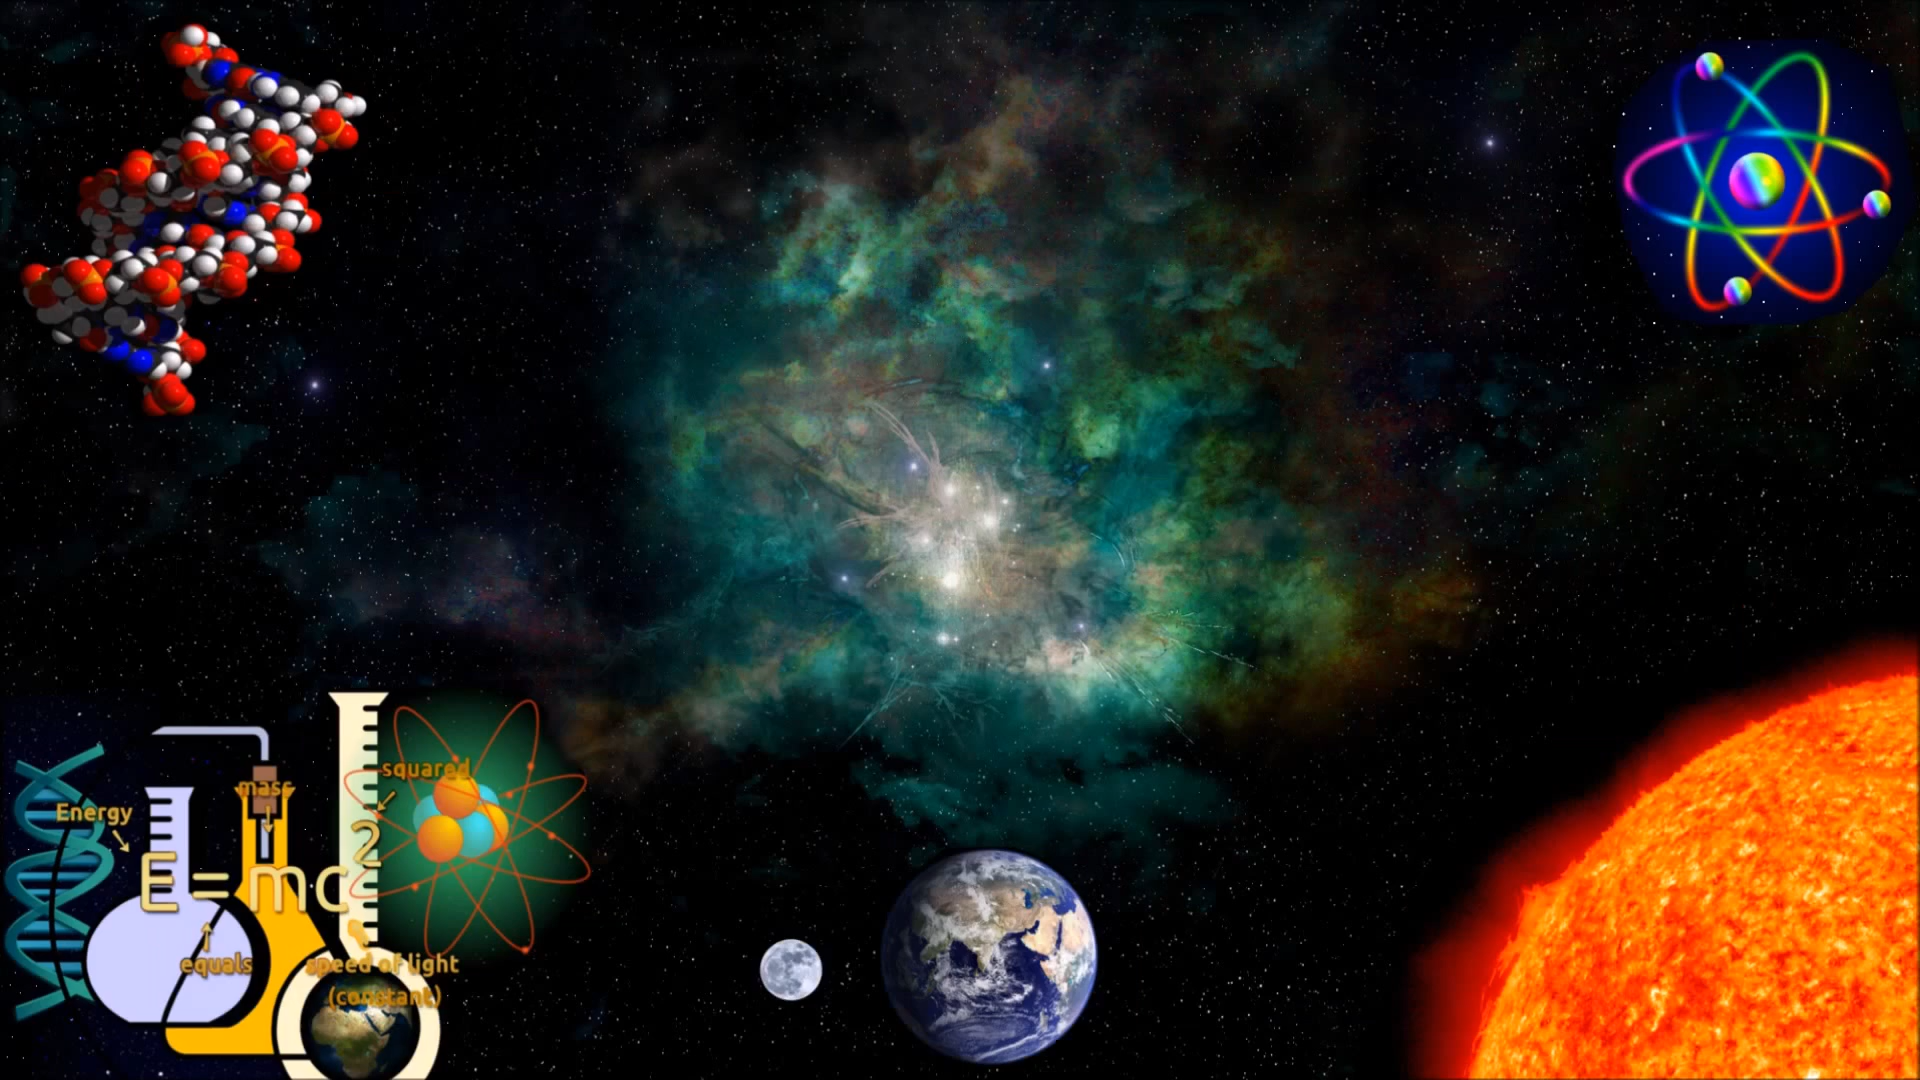 squared
mass
Energy
E=mc²
equals
speed of light
(constant)